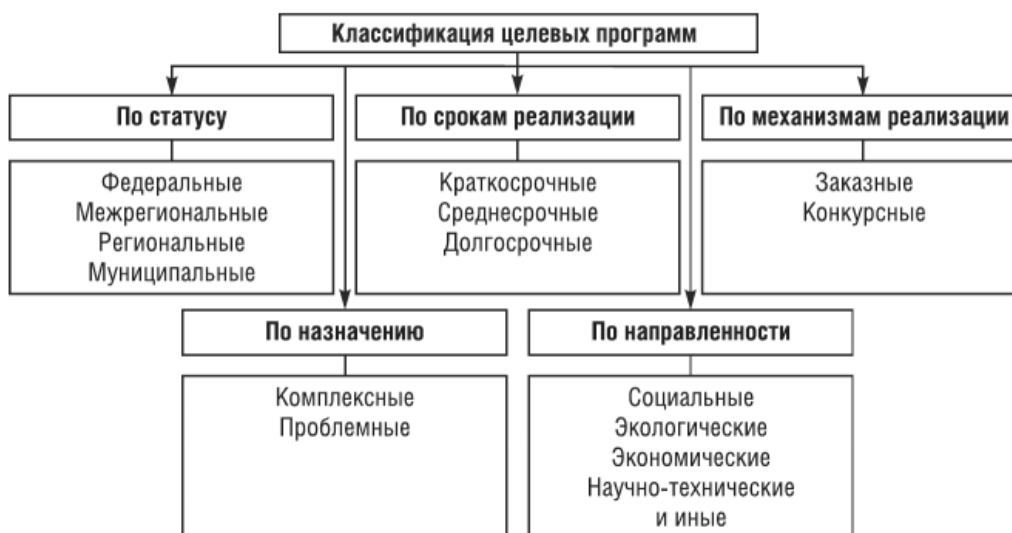 Классификация целевых программ
По статусу
Федеральные
Межрегиональные
Региональные
Муниципальные
По срокам реализации
Краткосрочные
Среднесрочные
Долгосрочные
По механизмам реализации
Заказные
Конкурсные
По назначению
Комплексные
Проблемные
По направленности
Социальные
Экологические
Экономические
Научно-технические
и иные